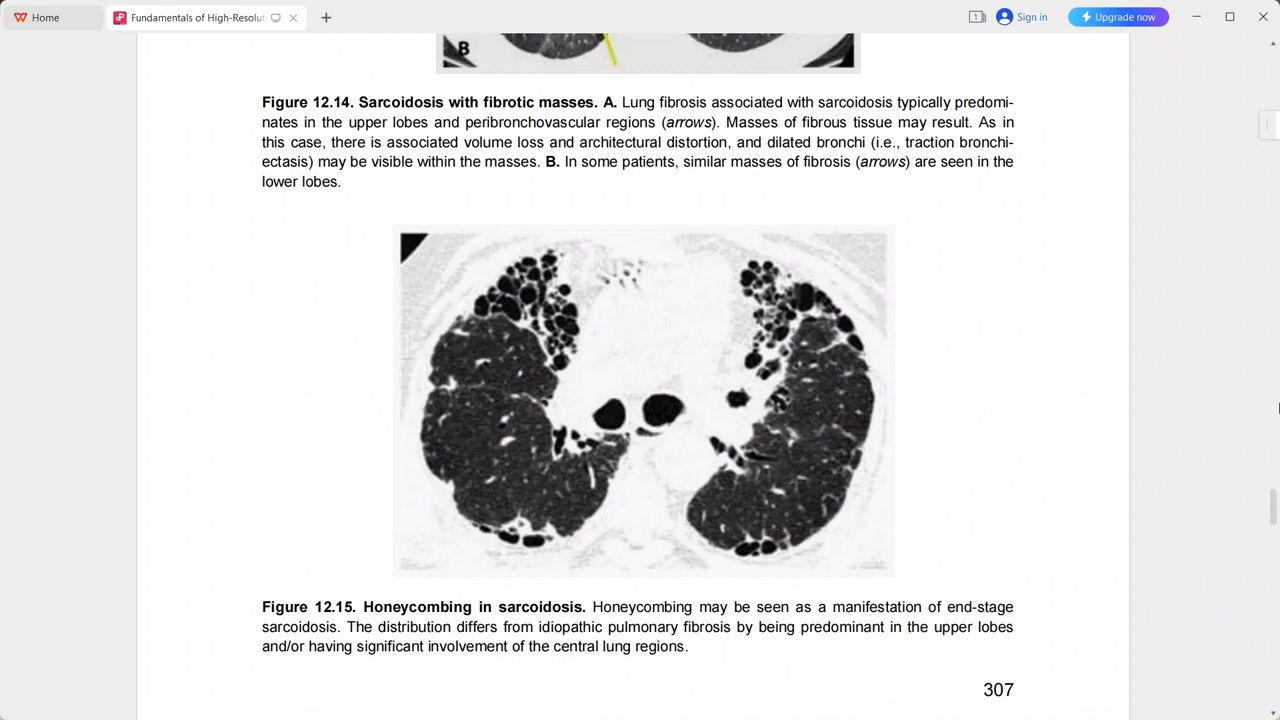 Home
Fundamentals of High-Resolut
1
Sign in
Upgrade now
B
Figure 12.14. Sarcoidosis with fibrotic masses. A. Lung fibrosis associated with sarcoidosis typically predomi-
nates in the upper lobes and peribronchovascular regions (arrows). Masses of fibrous tissue may result. As in
this case, there is associated volume loss and architectural distortion, and dilated bronchi (i.e., traction bronchi-
ectasis) may be visible within the masses. B. In some patients, similar masses of fibrosis (arrows) are seen in the
lower lobes.
Figure 12.15. Honeycombing in sarcoidosis. Honeycombing may be seen as a manifestation of end-stage
sarcoidosis. The distribution differs from idiopathic pulmonary fibrosis by being predominant in the upper lobes
and/or having significant involvement of the central lung regions.
307